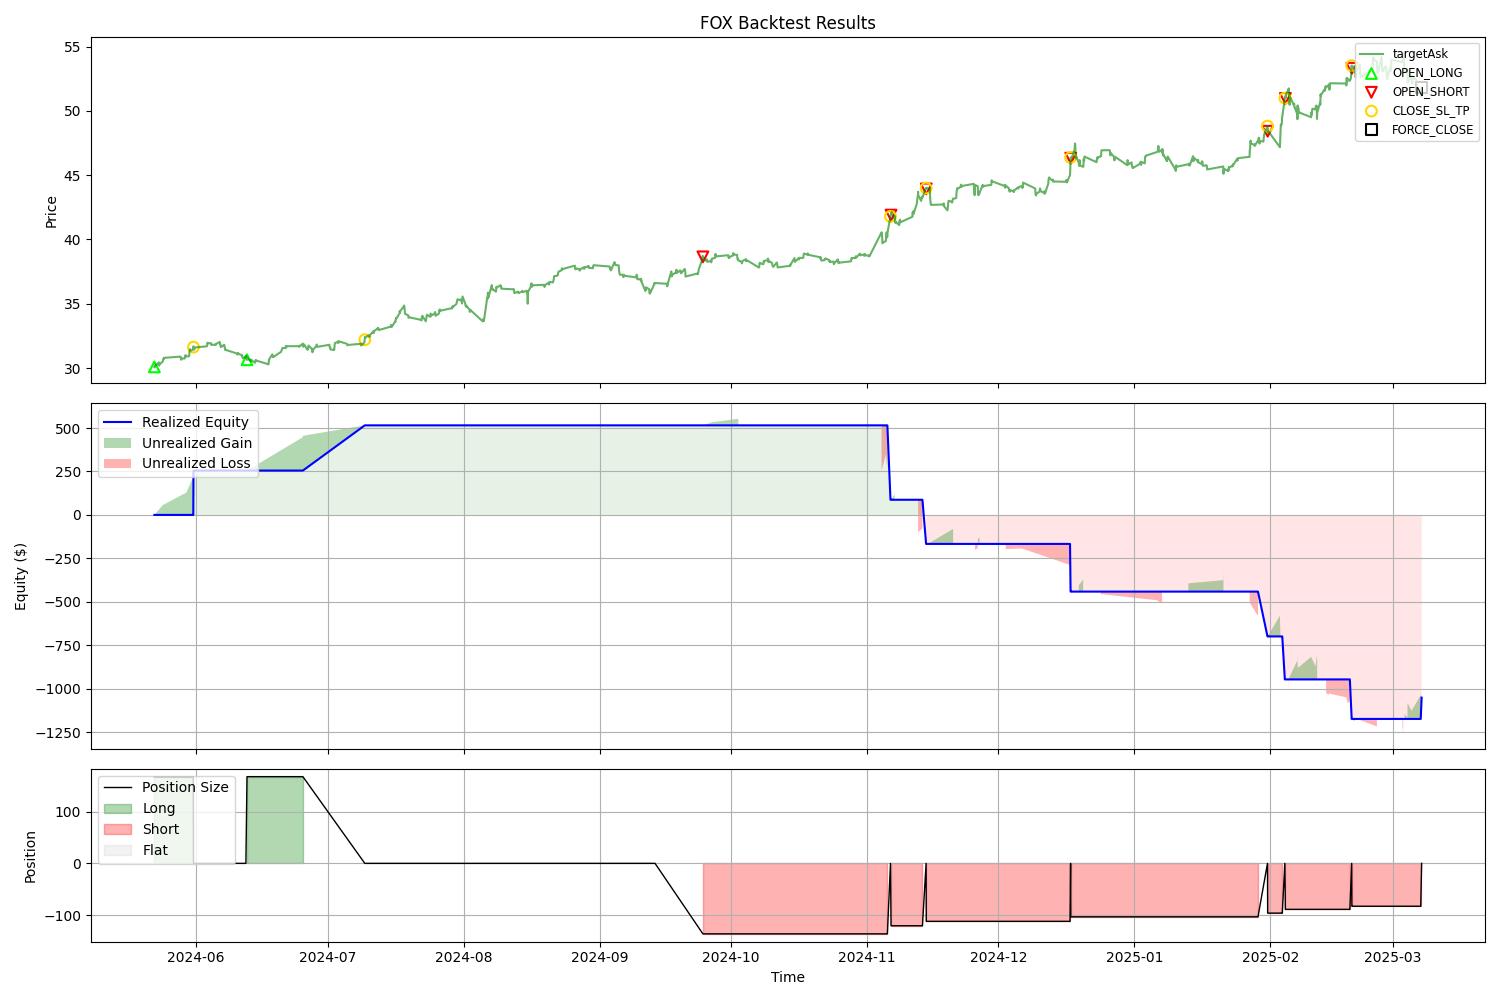 FOX Backtest Results
55
50
45
40
35
30
Price
targetAsk
OPEN_LONG
OPEN_SHORT
CLOSE_SL_TP
FORCE_CLOSE
500
250
0
−250
−500
−750
−1000
−1250
Equity ($)
Realized Equity
Unrealized Gain
Unrealized Loss
100
0
−100
Position
Position Size
Long
Short
Flat
2024-06
2024-07
2024-08
2024-09
2024-10
2024-11
2024-12
2025-01
2025-02
2025-03
Time